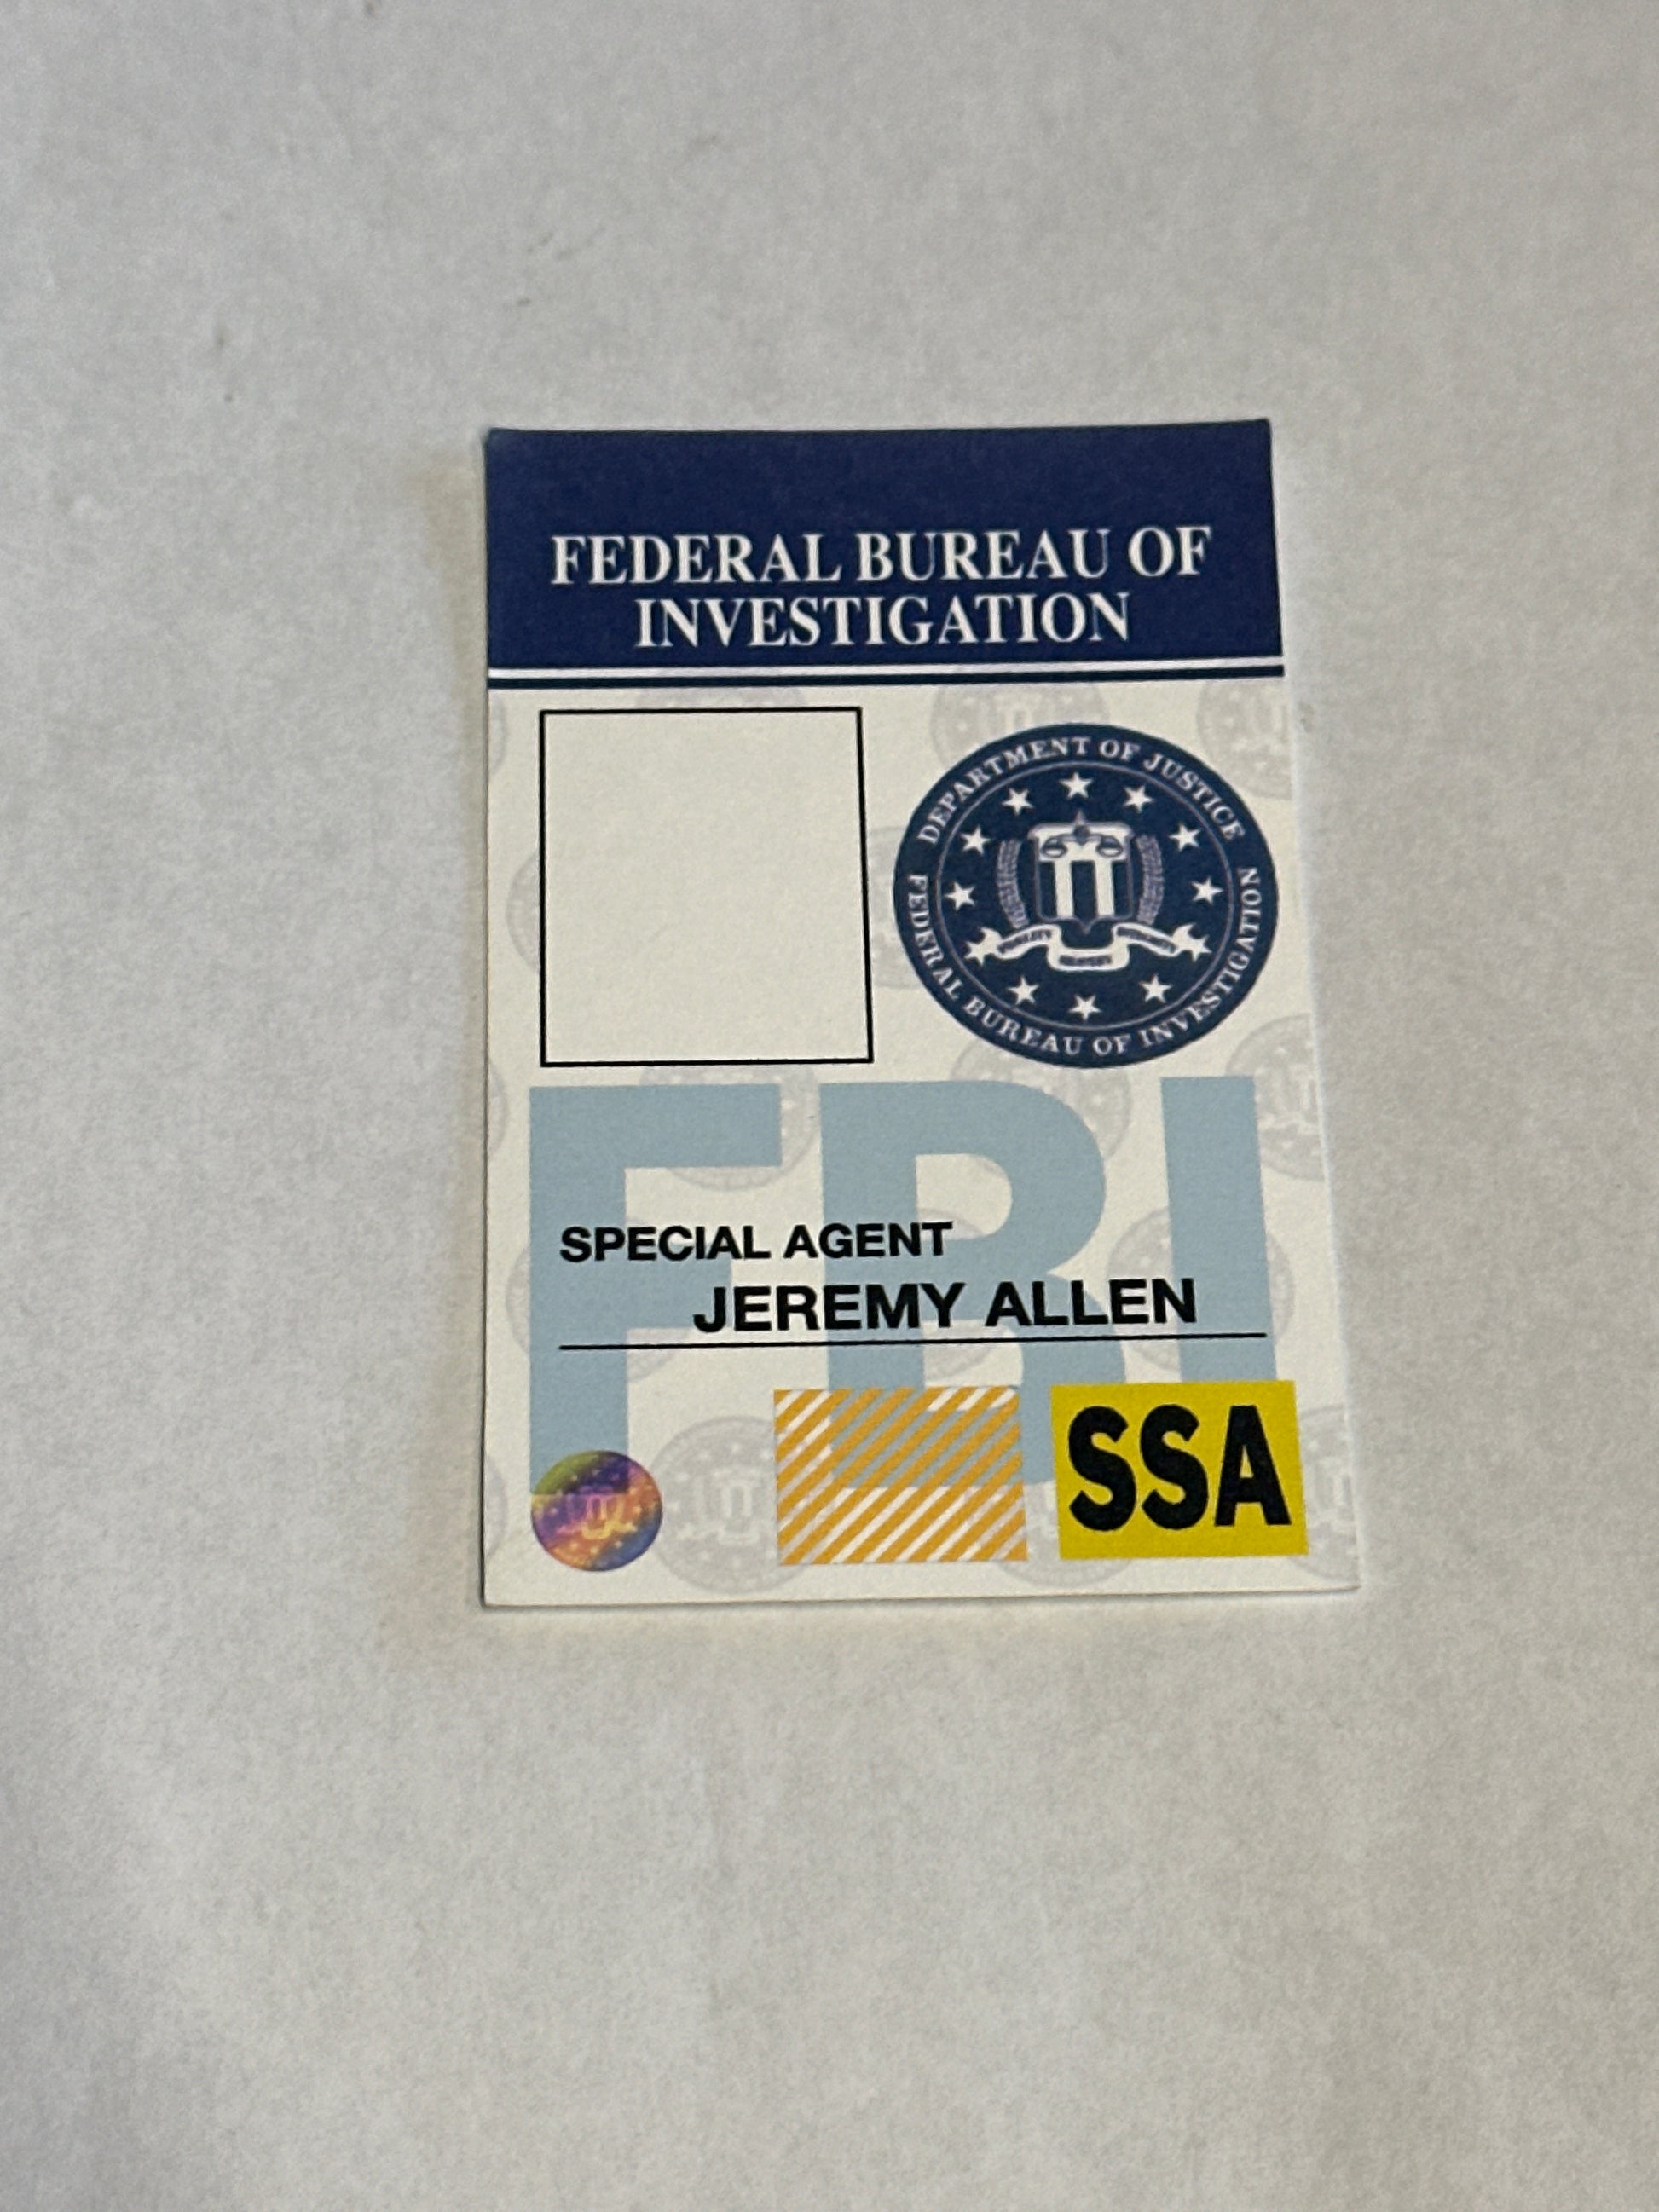 FEDERAL BUREAU OF
INVESTIGATION
DEPARTMENT OF JUSTICE
FEDERAL BUREAU OF INVESTIGATION
FBI
SPECIAL AGENT
JEREMY ALLEN
SSA